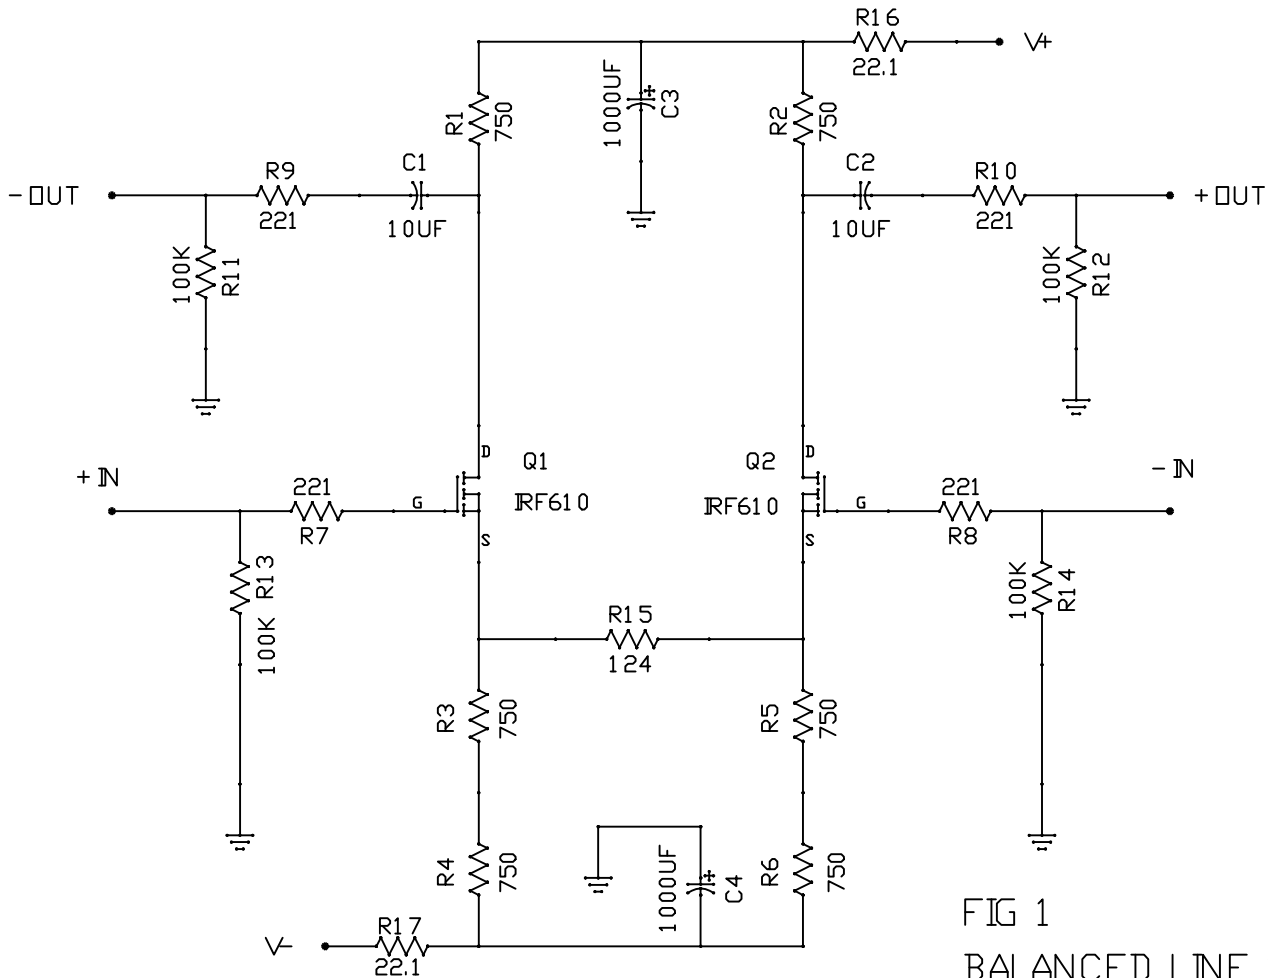 R16
V+
22.1
1000UF
C3
R1
750
R2
750
-OUT
R9
221
C1
10UF
C2
10UF
R10
221
+OUT
100K
R11
100K
R12
+IN
221
R7
G
D
Q1
IRF610
S
D
Q2
IRF610
G
S
221
R8
-IN
R13
100K
100K
R14
R15
124
R3
750
R5
750
R4
750
1000UF
C4
R6
750
V-
R17
22.1
FIG 1
BALANCED LINE